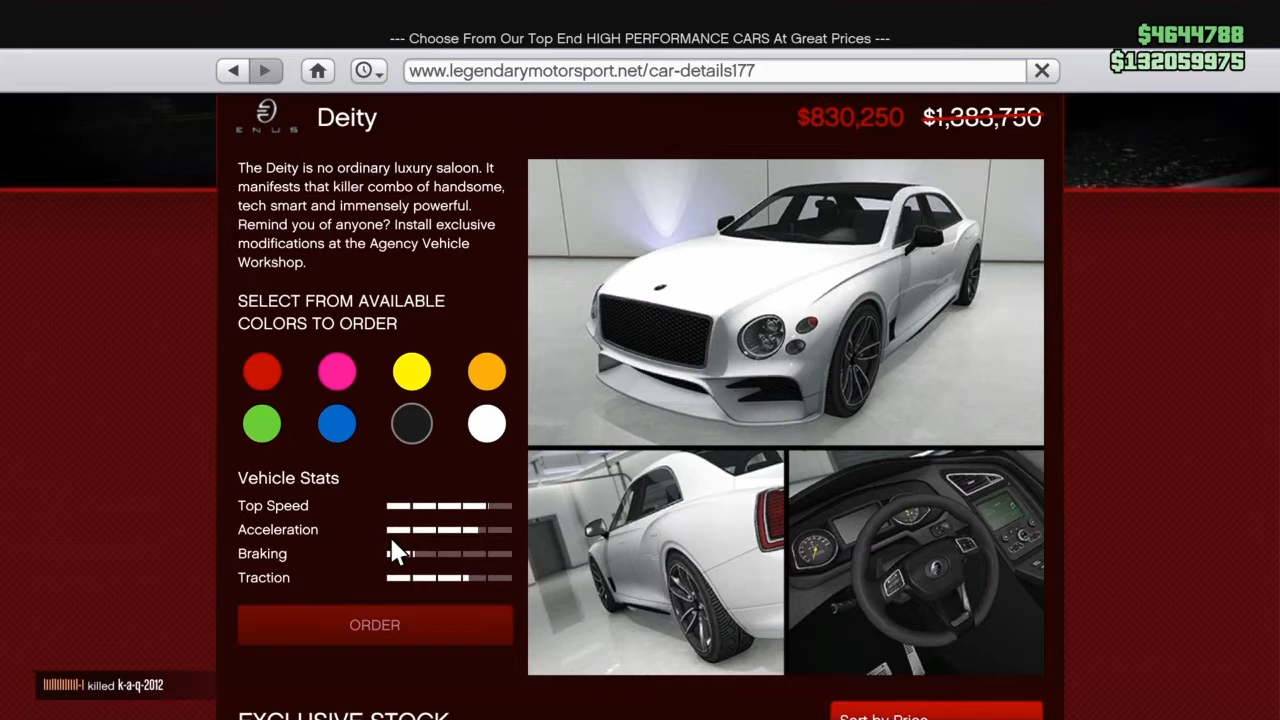 --- Choose From Our Top End HIGH PERFORMANCE CARS At Great Prices ---
$4644788
$132059975
www.legendarymotorsport.net/car-details177
ENUS
Deity
$830,250 $1,383,750
The Deity is no ordinary luxury saloon. It
manifests that killer combo of handsome,
tech smart and immensely powerful.
Remind you of anyone? Install exclusive
modifications at the Agency Vehicle
Workshop.
SELECT FROM AVAILABLE
COLORS TO ORDER
Vehicle Stats
Top Speed
Acceleration
Braking
Traction
ORDER
killed k-a-q-2012
EXCLUSIVE STOCK
Sort by Price